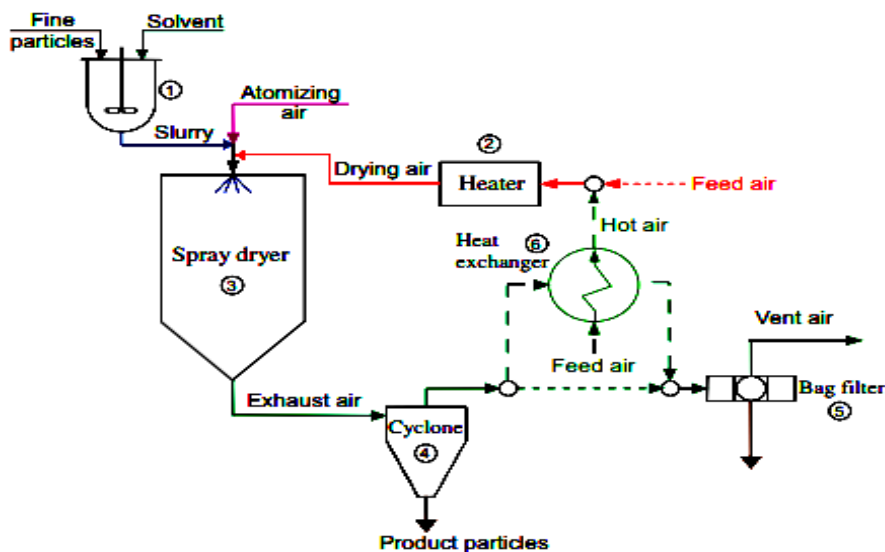 Fine
particles
Solvent
①
Atomizing
air
Slurry
②
Drying air
Heater
Feed air
Hot air
Heat
exchanger
⑥
Spray dryer
③
Vent air
Feed air
Bag filter
⑤
Exhaust air
Cyclone
④
Product particles